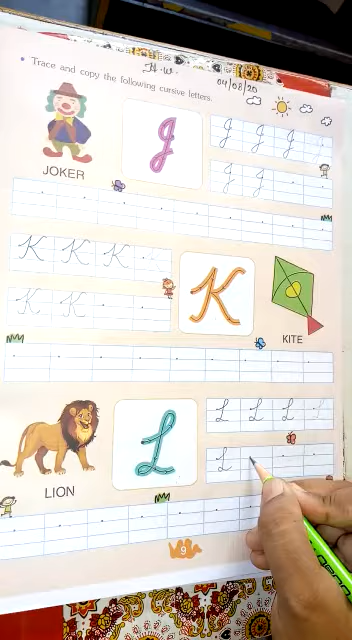 H.W.
04/08/20
Trace and copy the following cursive letters.
J J J J
JOKER
J J
K K K
K
K K
KITE
L L L
L
L
LION
9